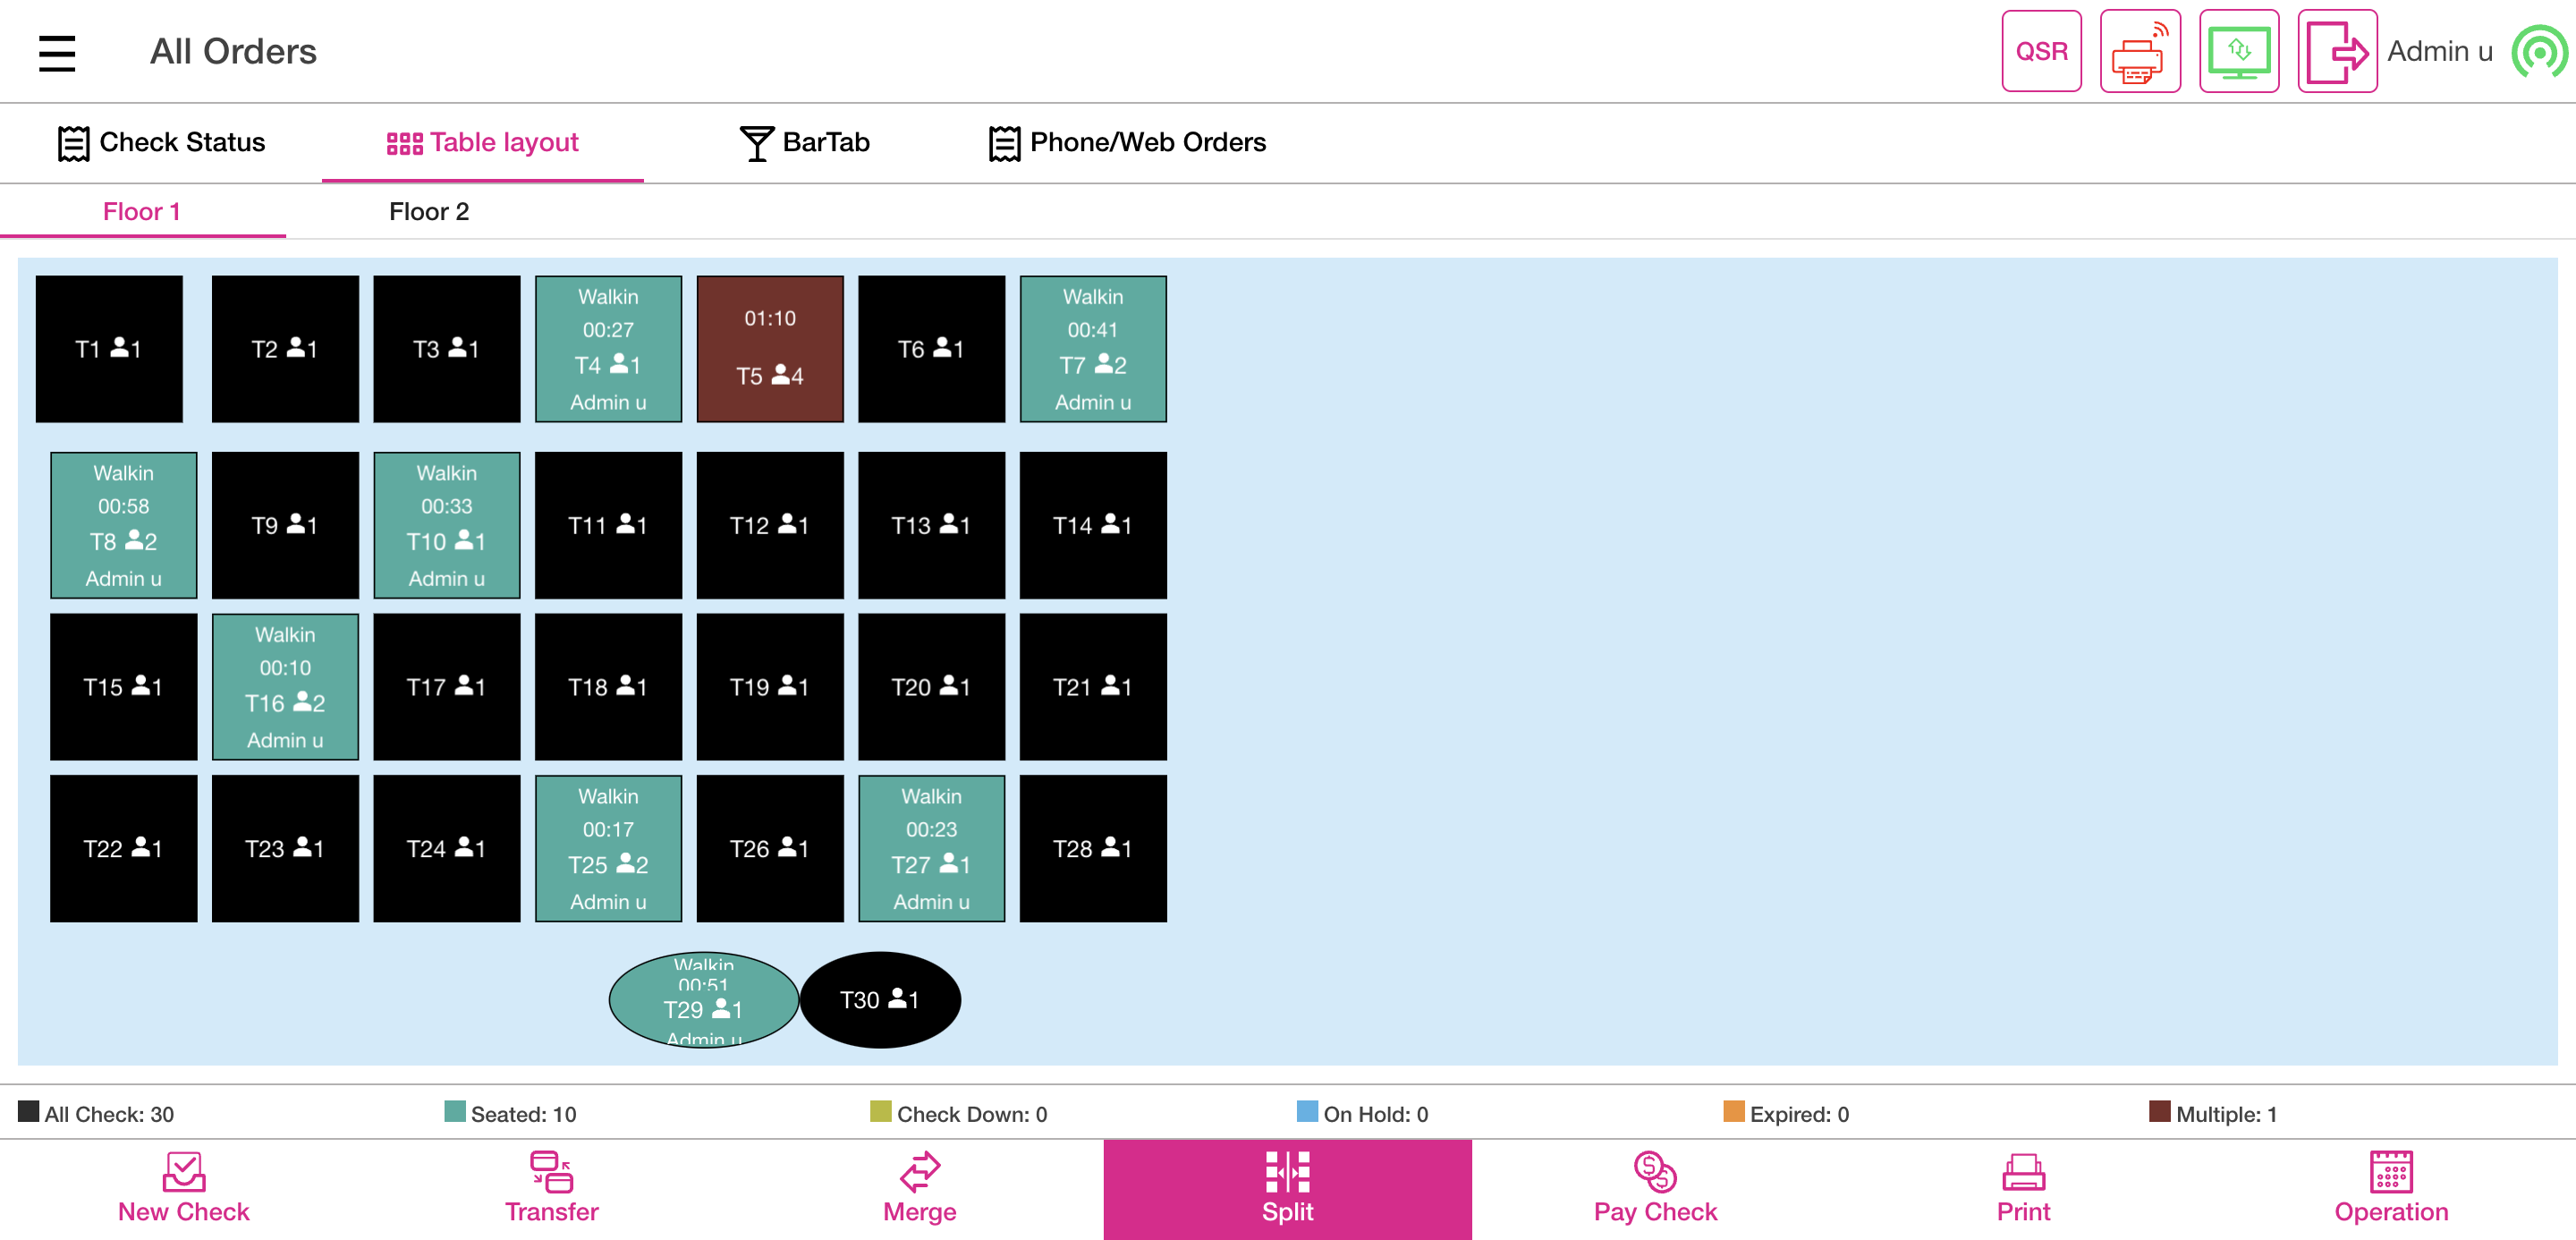 All Orders
QSR
Admin u
Check Status
Table layout
BarTab
Phone/Web Orders
Floor 1
Floor 2
T1 1
T2 1
T3 1
Walkin
00:27
T4 1
Admin u
01:10
T5 4
T6 1
Walkin
00:41
T7 2
Admin u
Walkin
00:58
T8 2
Admin u
T9 1
Walkin
00:33
T10 1
Admin u
T11 1
T12 1
T13 1
T14 1
T15 1
Walkin
00:10
T16 2
Admin u
T17 1
T18 1
T19 1
T20 1
T21 1
T22 1
T23 1
T24 1
Walkin
00:17
T25 2
Admin u
T26 1
Walkin
00:23
T27 1
Admin u
T28 1
Walkin
00:51
T29 1
Admin u
T30 1
All Check: 30
Seated: 10
Check Down: 0
On Hold: 0
Expired: 0
Multiple: 1
New Check
Transfer
Merge
Split
Pay Check
Print
Operation